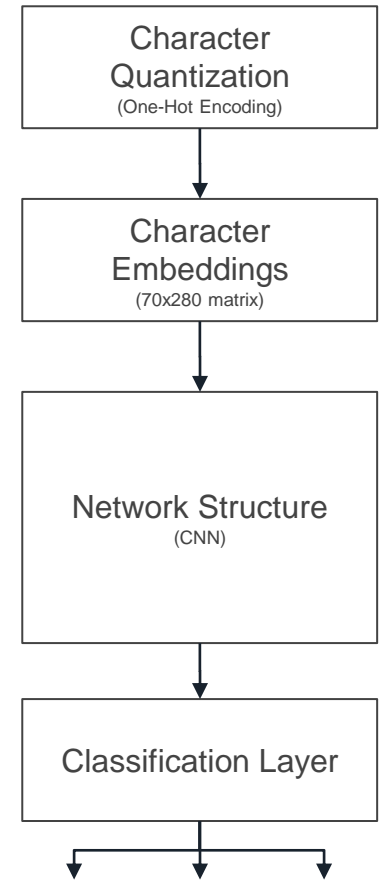 Character
Quantization
(One-Hot Encoding)
Character
Embeddings
(70x280 matrix)
Network Structure
(CNN)
Classification Layer